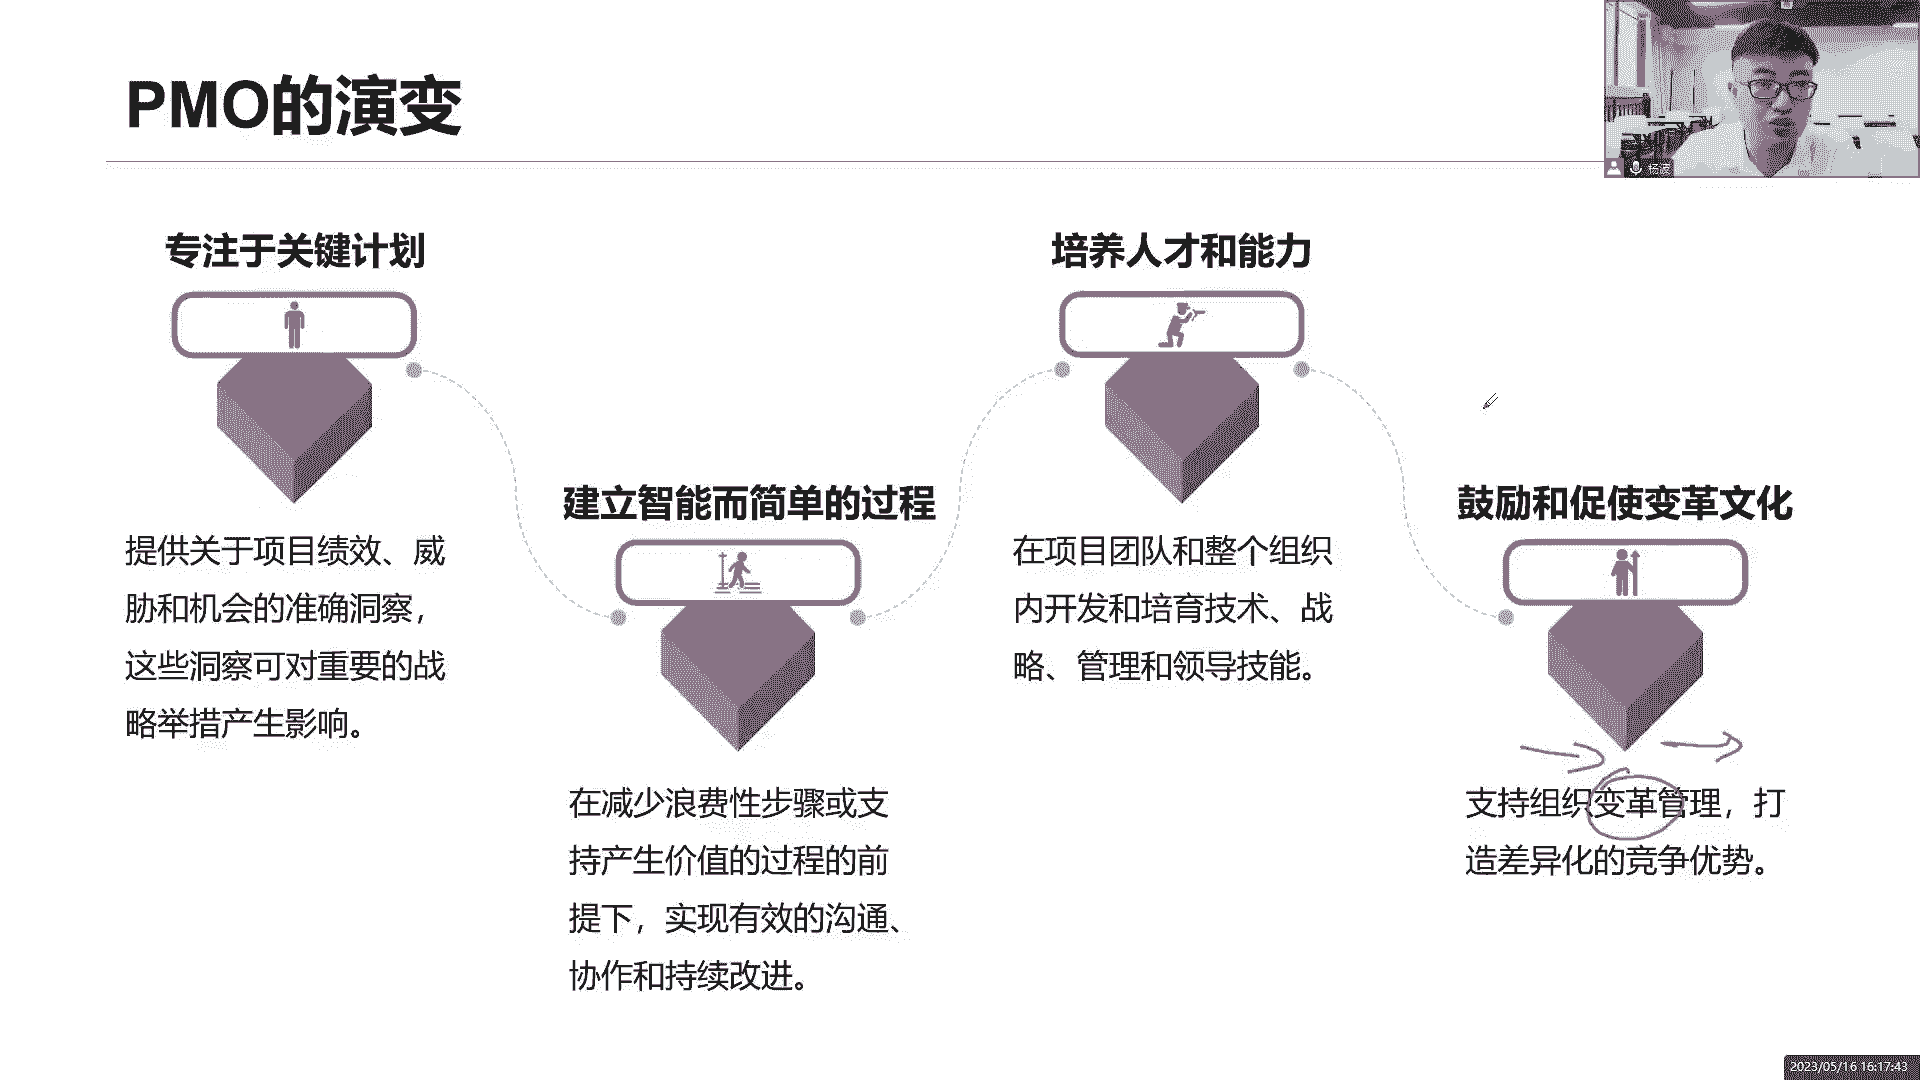 PMO的演变
杨波
专注于关键计划
提供关于项目绩效、威
胁和机会的准确洞察，
这些洞察可对重要的战
略举措产生影响。
建立智能而简单的过程
在减少浪费性步骤或支
持产生价值的过程的前
提下，实现有效的沟通、
协作和持续改进。
培养人才和能力
在项目团队和整个组织
内开发和培育技术、战
略、管理和领导技能。
鼓励和促使变革文化
支持组织变革管理，打
造差异化的竞争优势。
2023/05/16 16:17:43